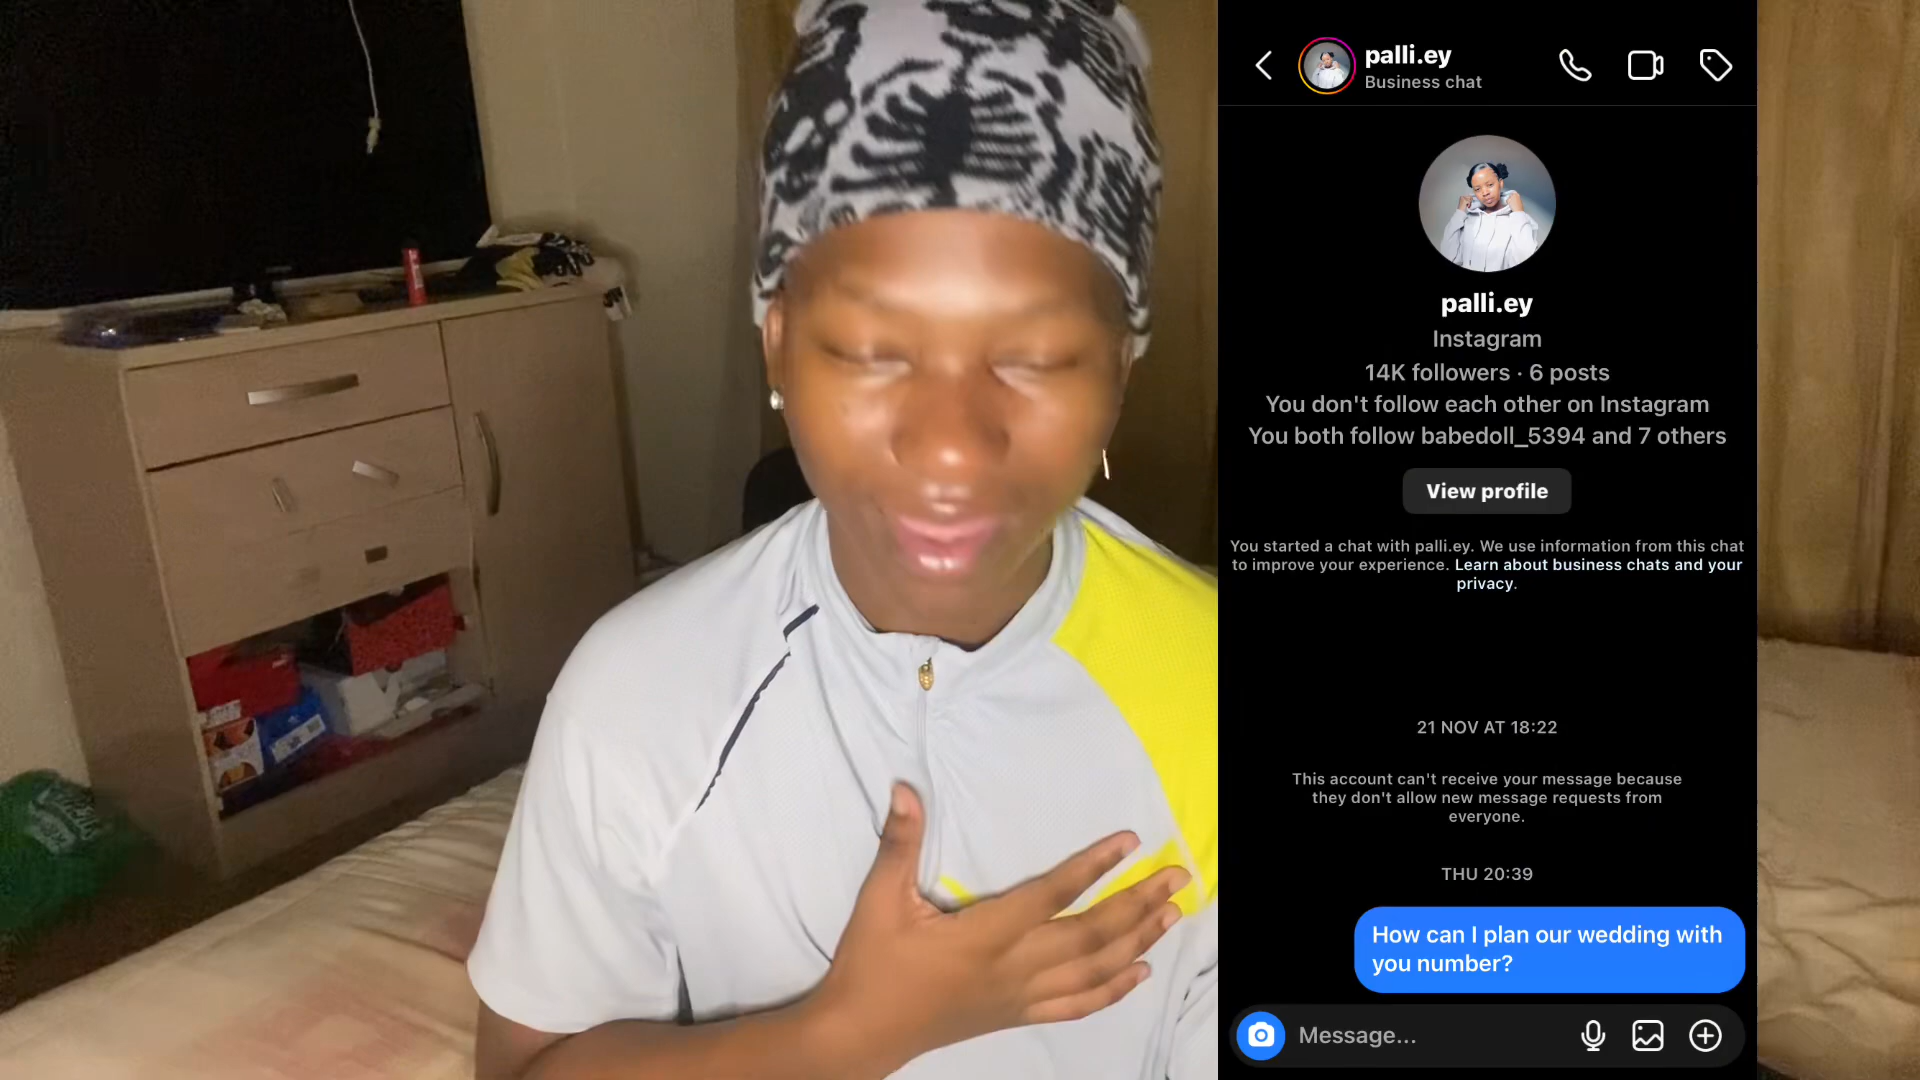 palli.ey
Business chat
palli.ey
Instagram
14K followers · 6 posts
You don't follow each other on Instagram
You both follow babedoll_5394 and 7 others
View profile
You started a chat with palli.ey. We use information from this chat
to improve your experience. Learn about business chats and your
privacy.
21 NOV AT 18:22
This account can't receive your message because
they don't allow new message requests from
everyone.
THU 20:39
How can I plan our wedding with
you number?
Message...